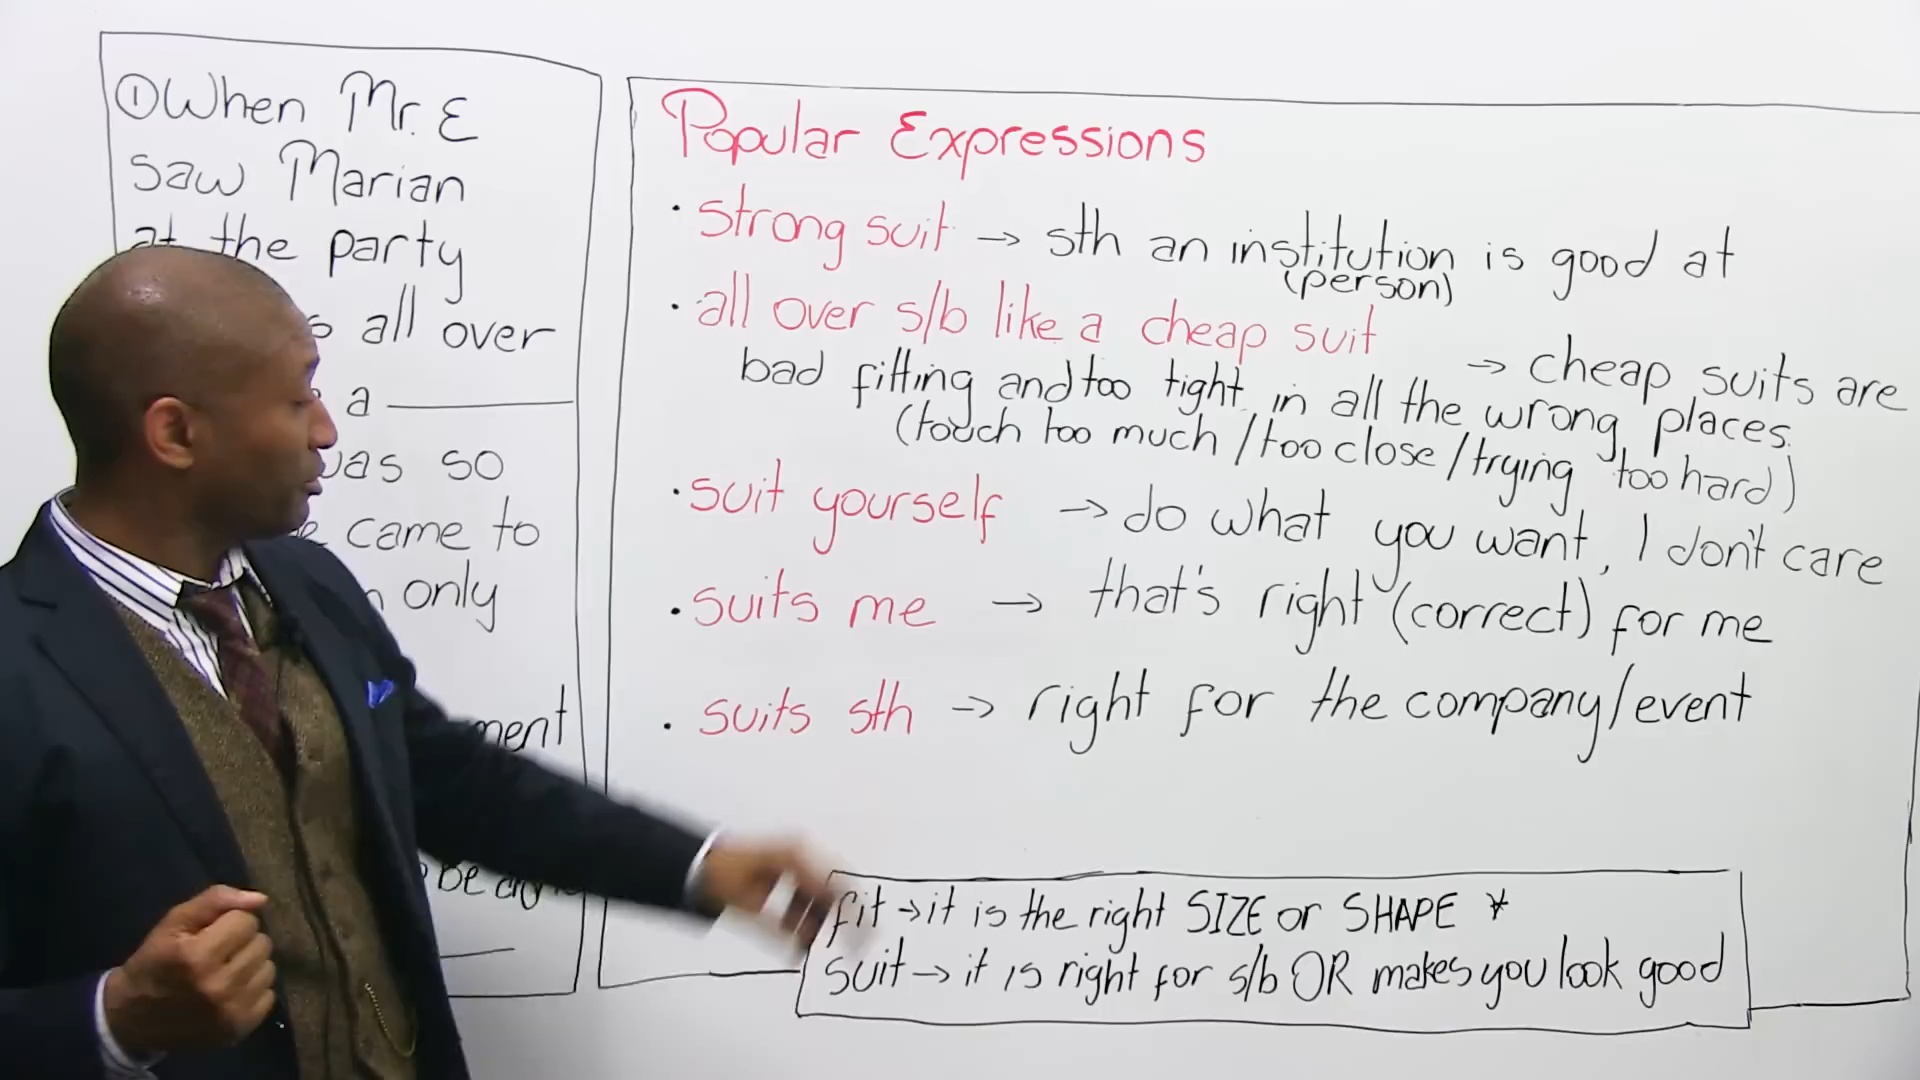 ①When Mr. E
saw Marian
at the party
all over
a
was so
came to
only
ment
be
Popular Expressions
• strong suit → sth an institution is good at
(person)
• all over s/b like a cheap suit
→ cheap suits are
bad fitting and too tight in all the wrong places.
(touch too much / too close / trying too hard)
• suit yourself → do what you want, I don't care
• suits me → that's right (correct) for me
• suits sth → right for the company/event
fit → it is the right SIZE or SHAPE *
suit → it is right for s/b OR makes you look good